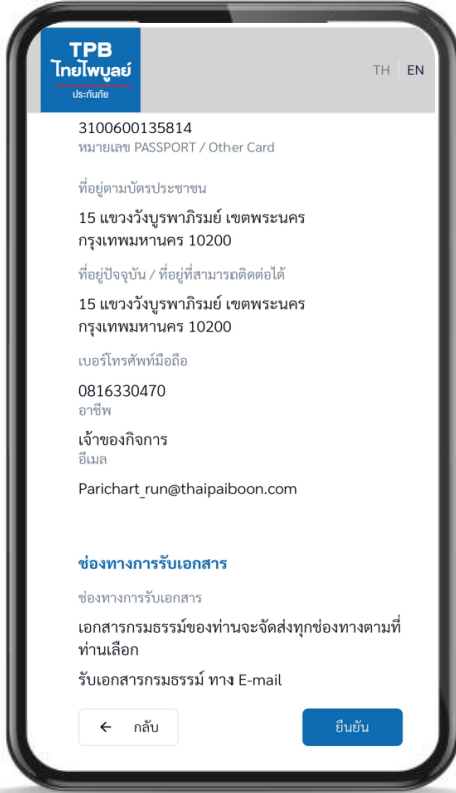 TPB
ไทยไพบูลย์
ประกันภัย
TH EN
3100600135814
หมายเลข PASSPORT / Other Card
ที่อยู่ตามบัตรประชาชน
15 แขวงวังบูรพาภิรมย์ เขตพระนคร
กรุงเทพมหานคร 10200
ที่อยู่ปัจจุบัน / ที่อยู่ที่สามารถติดต่อได้
15 แขวงวังบูรพาภิรมย์ เขตพระนคร
กรุงเทพมหานคร 10200
เบอร์โทรศัพท์มือถือ
0816330470
อาชีพ
เจ้าของกิจการ
อีเมล
Parichart_run@thaipaiboon.com
ช่องทางการรับเอกสาร
ช่องทางการรับเอกสาร
เอกสารกรมธรรม์ของท่านจะจัดส่งทุกช่องทางตามที่
ท่านเลือก
รับเอกสารกรมธรรม์ ทาง E-mail
← กลับ
ยืนยัน